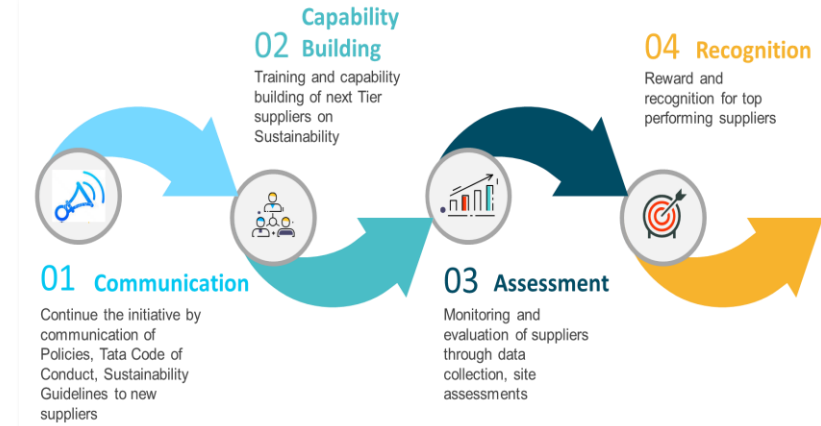 01 Communication
Continue the initiative by
communication of
Policies, Tata Code of
Conduct, Sustainability
Guidelines to new
suppliers
Capability
02 Building
Training and capability
building of next Tier
suppliers on
Sustainability
03 Assessment
Monitoring and
evaluation of suppliers
through data
collection, site
assessments
04 Recognition
Reward and
recognition for top
performing suppliers